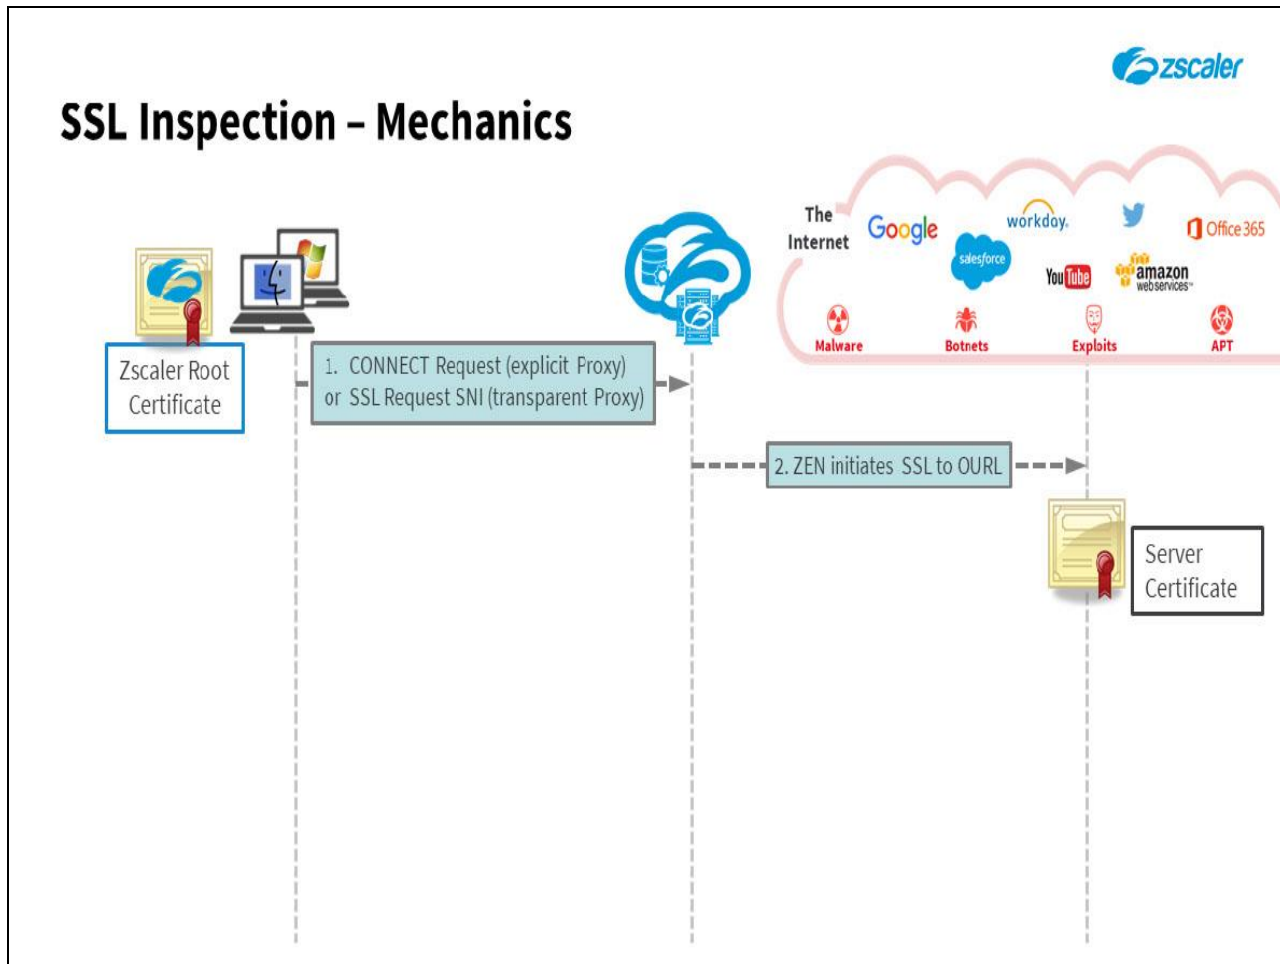 zscaler
SSL Inspection – Mechanics
The
Internet
Google
workday.
Office 365
salesforce
YouTube
amazon
webservices™
Malware
Botnets
Exploits
APT
Zscaler Root
Certificate
1. CONNECT Request (explicit Proxy)
or SSL Request SNI (transparent Proxy)
2. ZEN initiates SSL to OURL
Server
Certificate